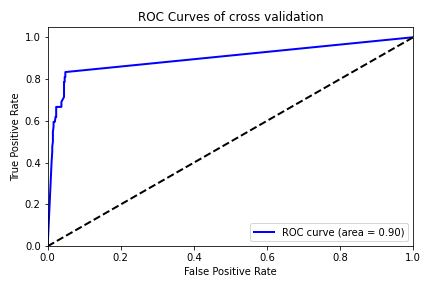 ROC Curves of cross validation
1.0
0.8
0.6
0.4
0.2
0.0
True Positive Rate
ROC curve (area = 0.90)
0.0 0.2 0.4 0.6 0.8 1.0
False Positive Rate